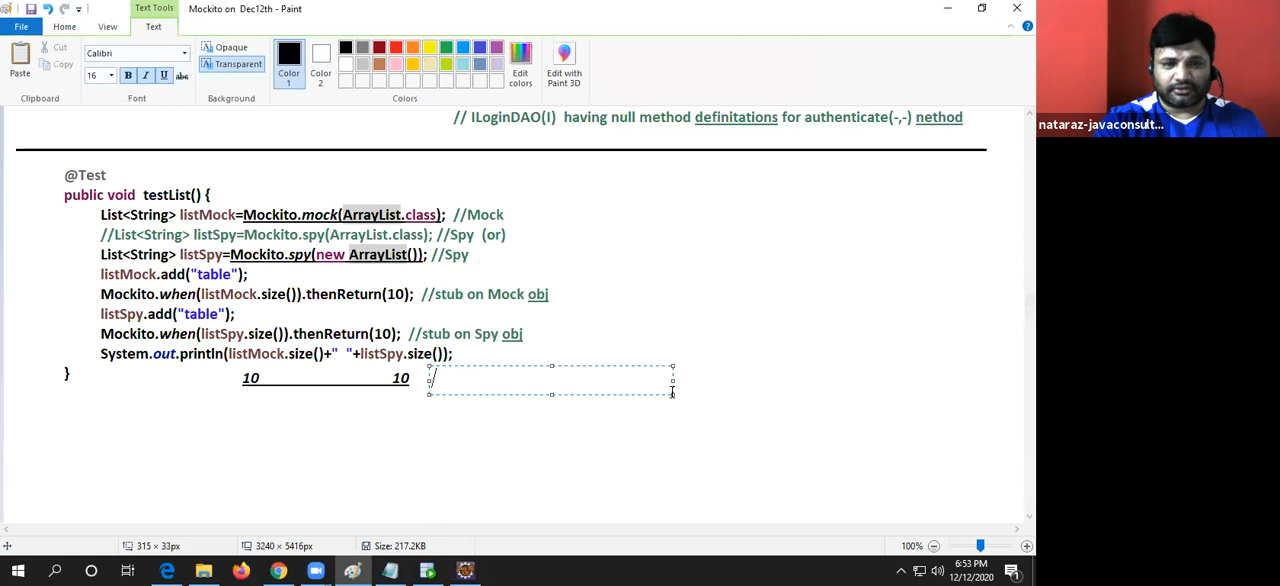 Text Tools
Mockito on Dec12th - Paint
File
Home
View
Text
Paste
Cut
Copy
Clipboard
Calibri
16
B I U abc
Font
Opaque
Transparent
Background
Color 1
Color 2
Colors
Edit colors
Edit with Paint 3D
nataraz-javaconsult...
// ILoginDAO(I) having null method definitations for authenticate(-,-) nethod
@Test
public void testList() {
List<String> listMock=Mockito.mock(ArrayList.class); //Mock
//List<String> listSpy=Mockito.spy(ArrayList.class); //Spy (or)
List<String> listSpy=Mockito.spy(new ArrayList()); //Spy
listMock.add("table");
Mockito.when(listMock.size()).thenReturn(10); //stub on Mock obj
listSpy.add("table");
Mockito.when(listSpy.size()).thenReturn(10); //stub on Spy obj
System.out.println(listMock.size()+" "+listSpy.size());
}
10 10 /
315 × 33px
3240 × 5416px
Size: 217.2KB
100%
6:53 PM
12/12/2020
1